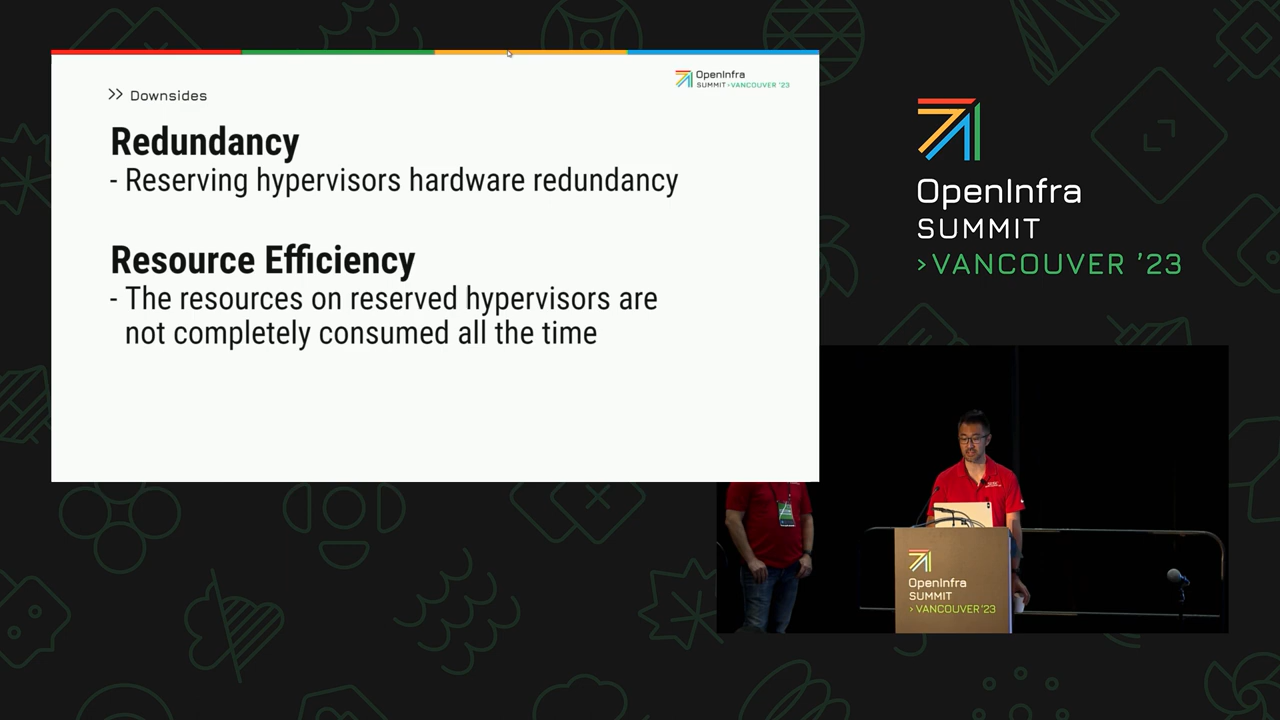 >> Downsides
OpenInfra
SUMMIT >VANCOUVER '23
Redundancy
- Reserving hypervisors hardware redundancy
Resource Efficiency
- The resources on reserved hypervisors are
not completely consumed all the time
OpenInfra
SUMMIT
>VANCOUVER '23
OpenInfra
SUMMIT
>VANCOUVER '23